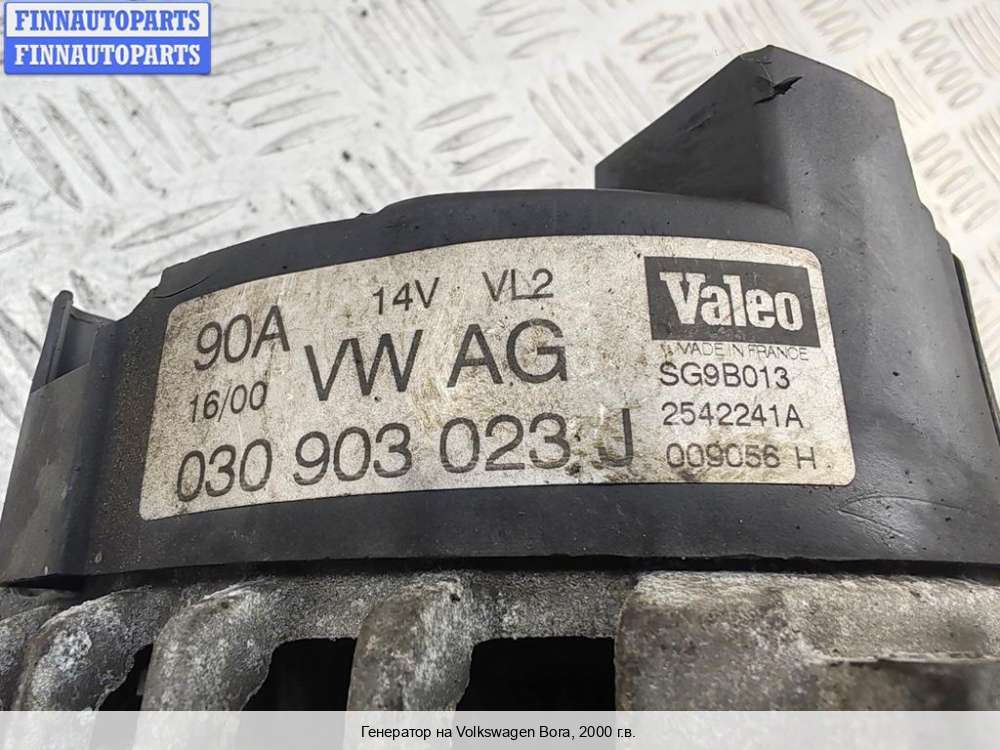 FINNAUTOPARTS
FINNAUTOPARTS
90A 14V VL2
16/00 VW AG
030 903 023 J
Valeo
MADE IN FRANCE
SG9B013
2542241A
009056 H
Генератор на Volkswagen Bora, 2000 г.в.